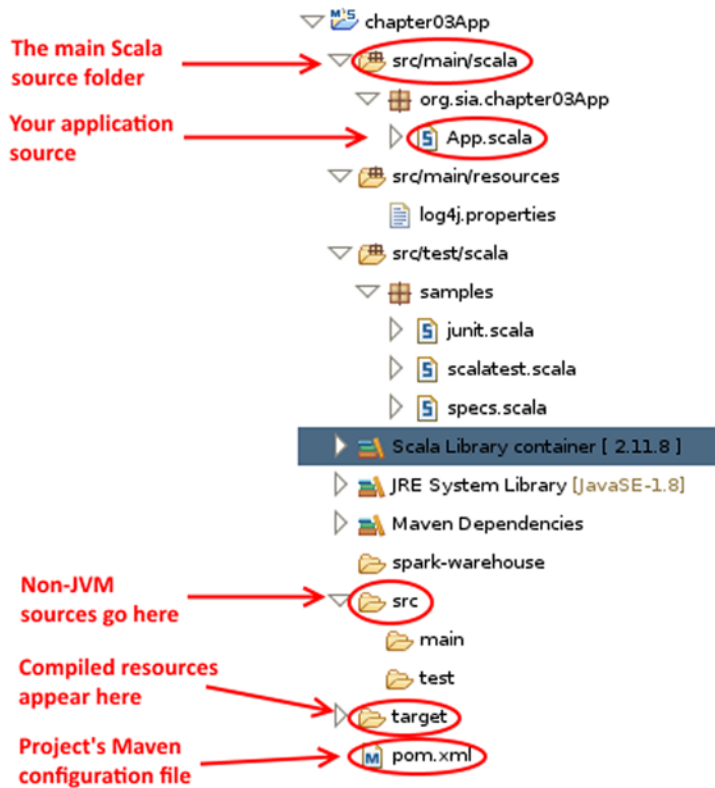 chapter03App
The main Scala
source folder
src/main/scala
org.sia.chapter03App
Your application
source
App.scala
src/main/resources
log4j.properties
src/test/scala
samples
junit.scala
scalatest.scala
specs.scala
Scala Library container [ 2.11.8 ]
JRE System Library [JavaSE-1.8]
Maven Dependencies
spark-warehouse
Non-JVM
sources go here
src
main
test
Compiled resources
appear here
target
Project's Maven
configuration file
pom.xml